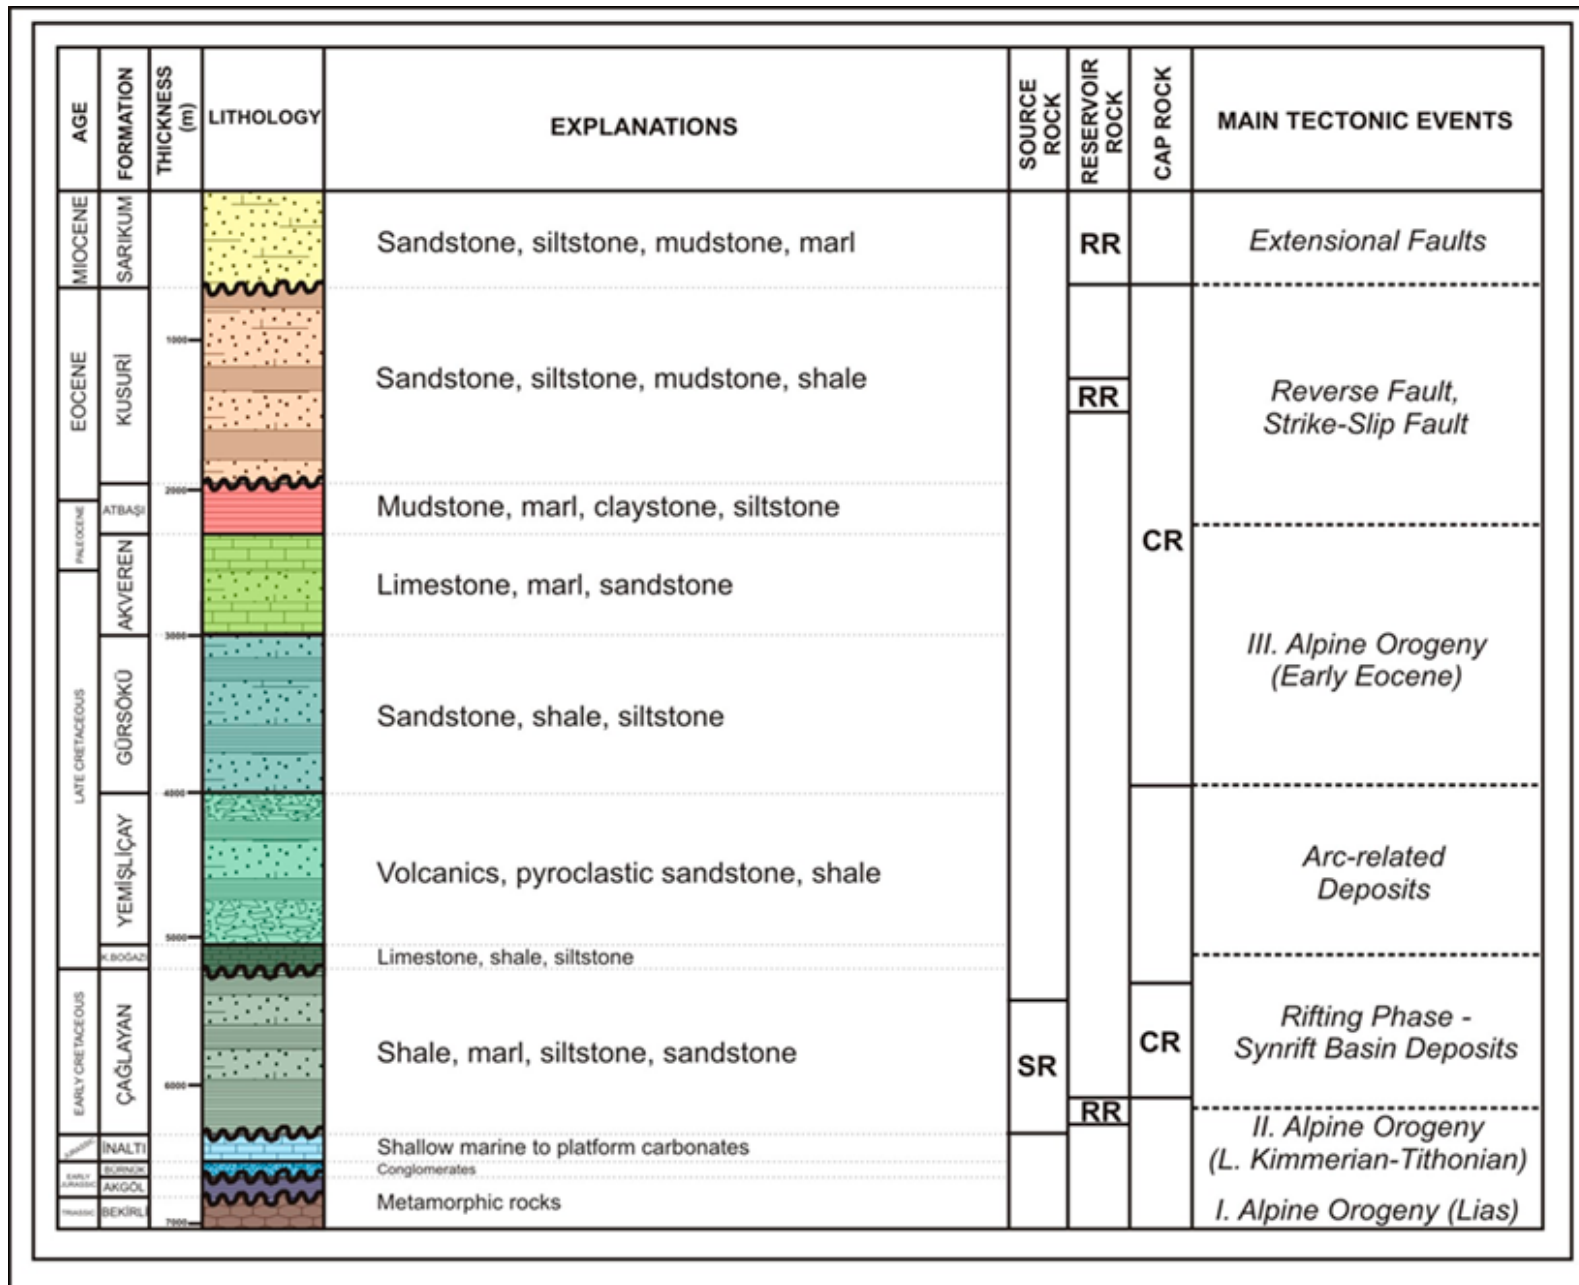 AGE
FORMATION
THICKNESS
(m)
LITHOLOGY
EXPLANATIONS
SOURCE
ROCK
RESERVOIR
ROCK
CAP ROCK
MAIN TECTONIC EVENTS
MIOCENE
SARIKUM
Sandstone, siltstone, mudstone, marl
RR
Extensional Faults
EOCENE
KUSURİ
1000
Sandstone, siltstone, mudstone, shale
RR
Reverse Fault,
Strike-Slip Fault
2000
PALEOCENE
ATBAŞI
Mudstone, marl, claystone, siltstone
CR
AKVEREN
Limestone, marl, sandstone
3000
LATE CRETACEOUS
GÜRSÖKÜ
Sandstone, shale, siltstone
III. Alpine Orogeny
(Early Eocene)
4000
YEMİŞLİÇAY
Volcanics, pyroclastic sandstone, shale
Arc-related
Deposits
5000
K.BOĞAZI
Limestone, shale, siltstone
EARLY CRETACEOUS
ÇAĞLAYAN
Shale, marl, siltstone, sandstone
SR
CR
Rifting Phase -
Synrift Basin Deposits
6000
RR
JURASSIC
İNALTI
Shallow marine to platform carbonates
II. Alpine Orogeny
(L. Kimmerian-Tithonian)
EARLY
JURASSIC
BÜRNÜK
Conglomerates
AKGÖL
Metamorphic rocks
TRIASSIC
BEKİRLİ
7000
I. Alpine Orogeny (Lias)